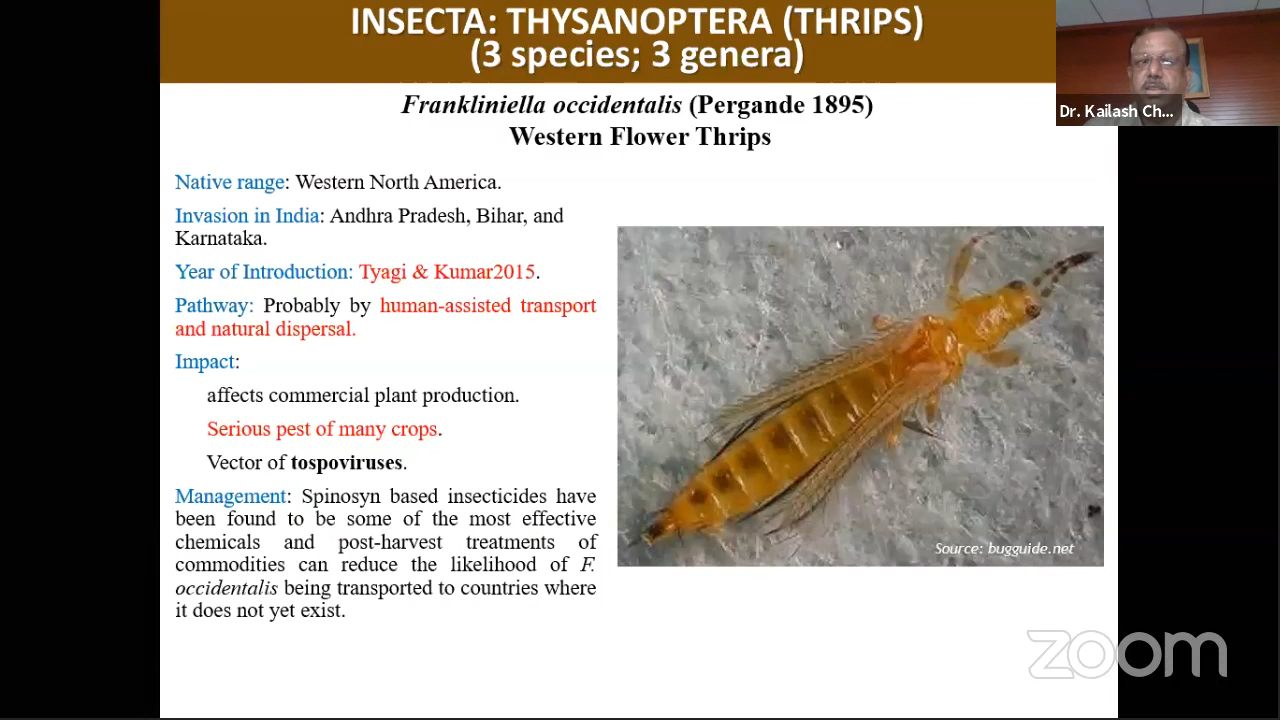 INSECTA: THYSANOPTERA (THRIPS)
(3 species; 3 genera)
Frankliniella occidentalis (Pergande 1895)
Western Flower Thrips
Dr. Kailash Ch...
Native range: Western North America.
Invasion in India: Andhra Pradesh, Bihar, and
Karnataka.
Year of Introduction: Tyagi & Kumar2015.
Pathway: Probably by human-assisted transport
and natural dispersal.
Impact:
affects commercial plant production.
Serious pest of many crops.
Vector of tospoviruses.
Management: Spinosyn based insecticides have
been found to be some of the most effective
chemicals and post-harvest treatments of
commodities can reduce the likelihood of F.
occidentalis being transported to countries where
it does not yet exist.
Source: bugguide.net
zoom